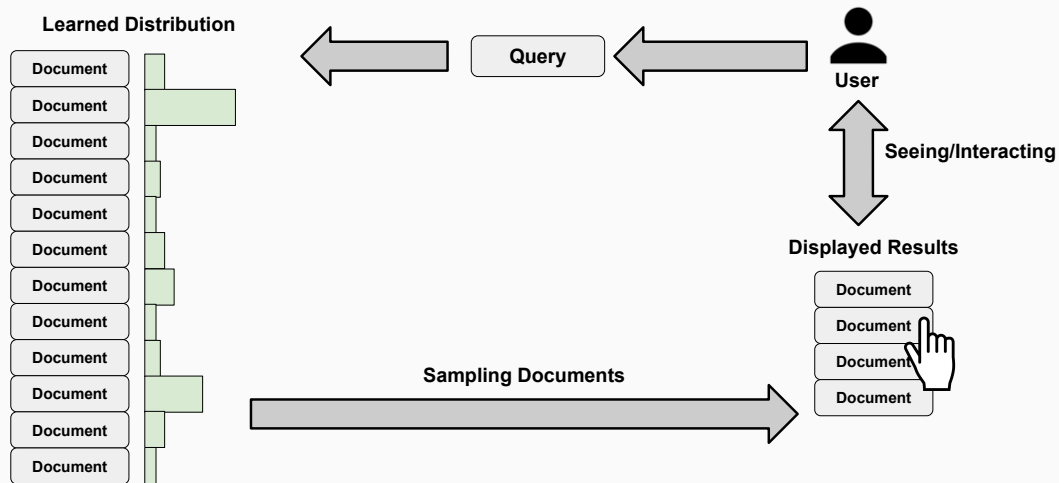 Learned Distribution
Document
Document
Document
Document
Document
Document
Document
Document
Document
Document
Document
Document
Query
User
Seeing/Interacting
Displayed Results
Document
Document
Document
Document
Sampling Documents